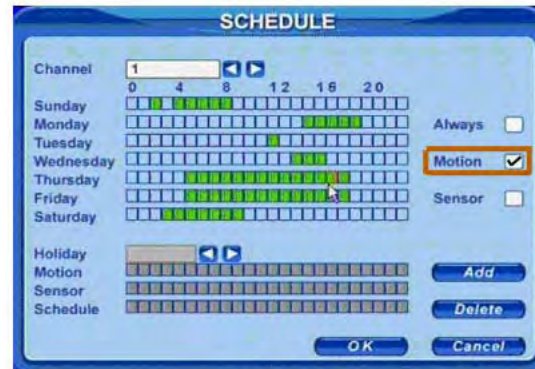 SCHEDULE
Channel 1
0 4 8 12 16 20
Sunday
Monday
Always
Tuesday
Wednesday
Motion
Thursday
Friday
Sensor
Saturday
Holiday
Motion
Add
Sensor
Schedule
Delete
OK
Cancel